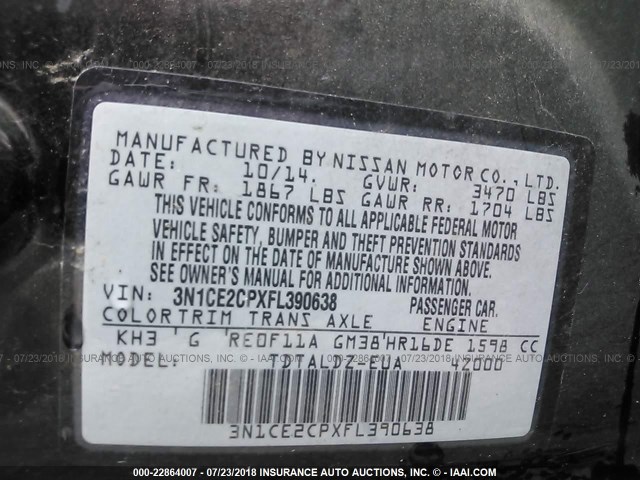 MANUFACTURED BY NISSAN MOTOR CO., LTD.
DATE: 10/14. GVWR: 3470 LBS
GAWR FR: 1867 LBS GAWR RR: 1704 LBS
THIS VEHICLE CONFORMS TO ALL APPLICABLE FEDERAL MOTOR
VEHICLE SAFETY, BUMPER AND THEFT PREVENTION STANDARDS
IN EFFECT ON THE DATE OF MANUFACTURE SHOWN ABOVE.
SEE OWNER'S MANUAL FOR ADDITIONAL INFORMATION.
VIN: 3N1CE2CPXFL390638 PASSENGER CAR.
COLOR TRIM TRANS AXLE ENGINE
KH3 G RE0F11A GM38 HR16DE 1598 CC
MODEL: TDTALDZ-EUA 42000
3N1CE2CPXFL390638
000-22864007 - 07/23/2018 INSURANCE AUTO AUCTIONS, INC. - © - IAAI.COM